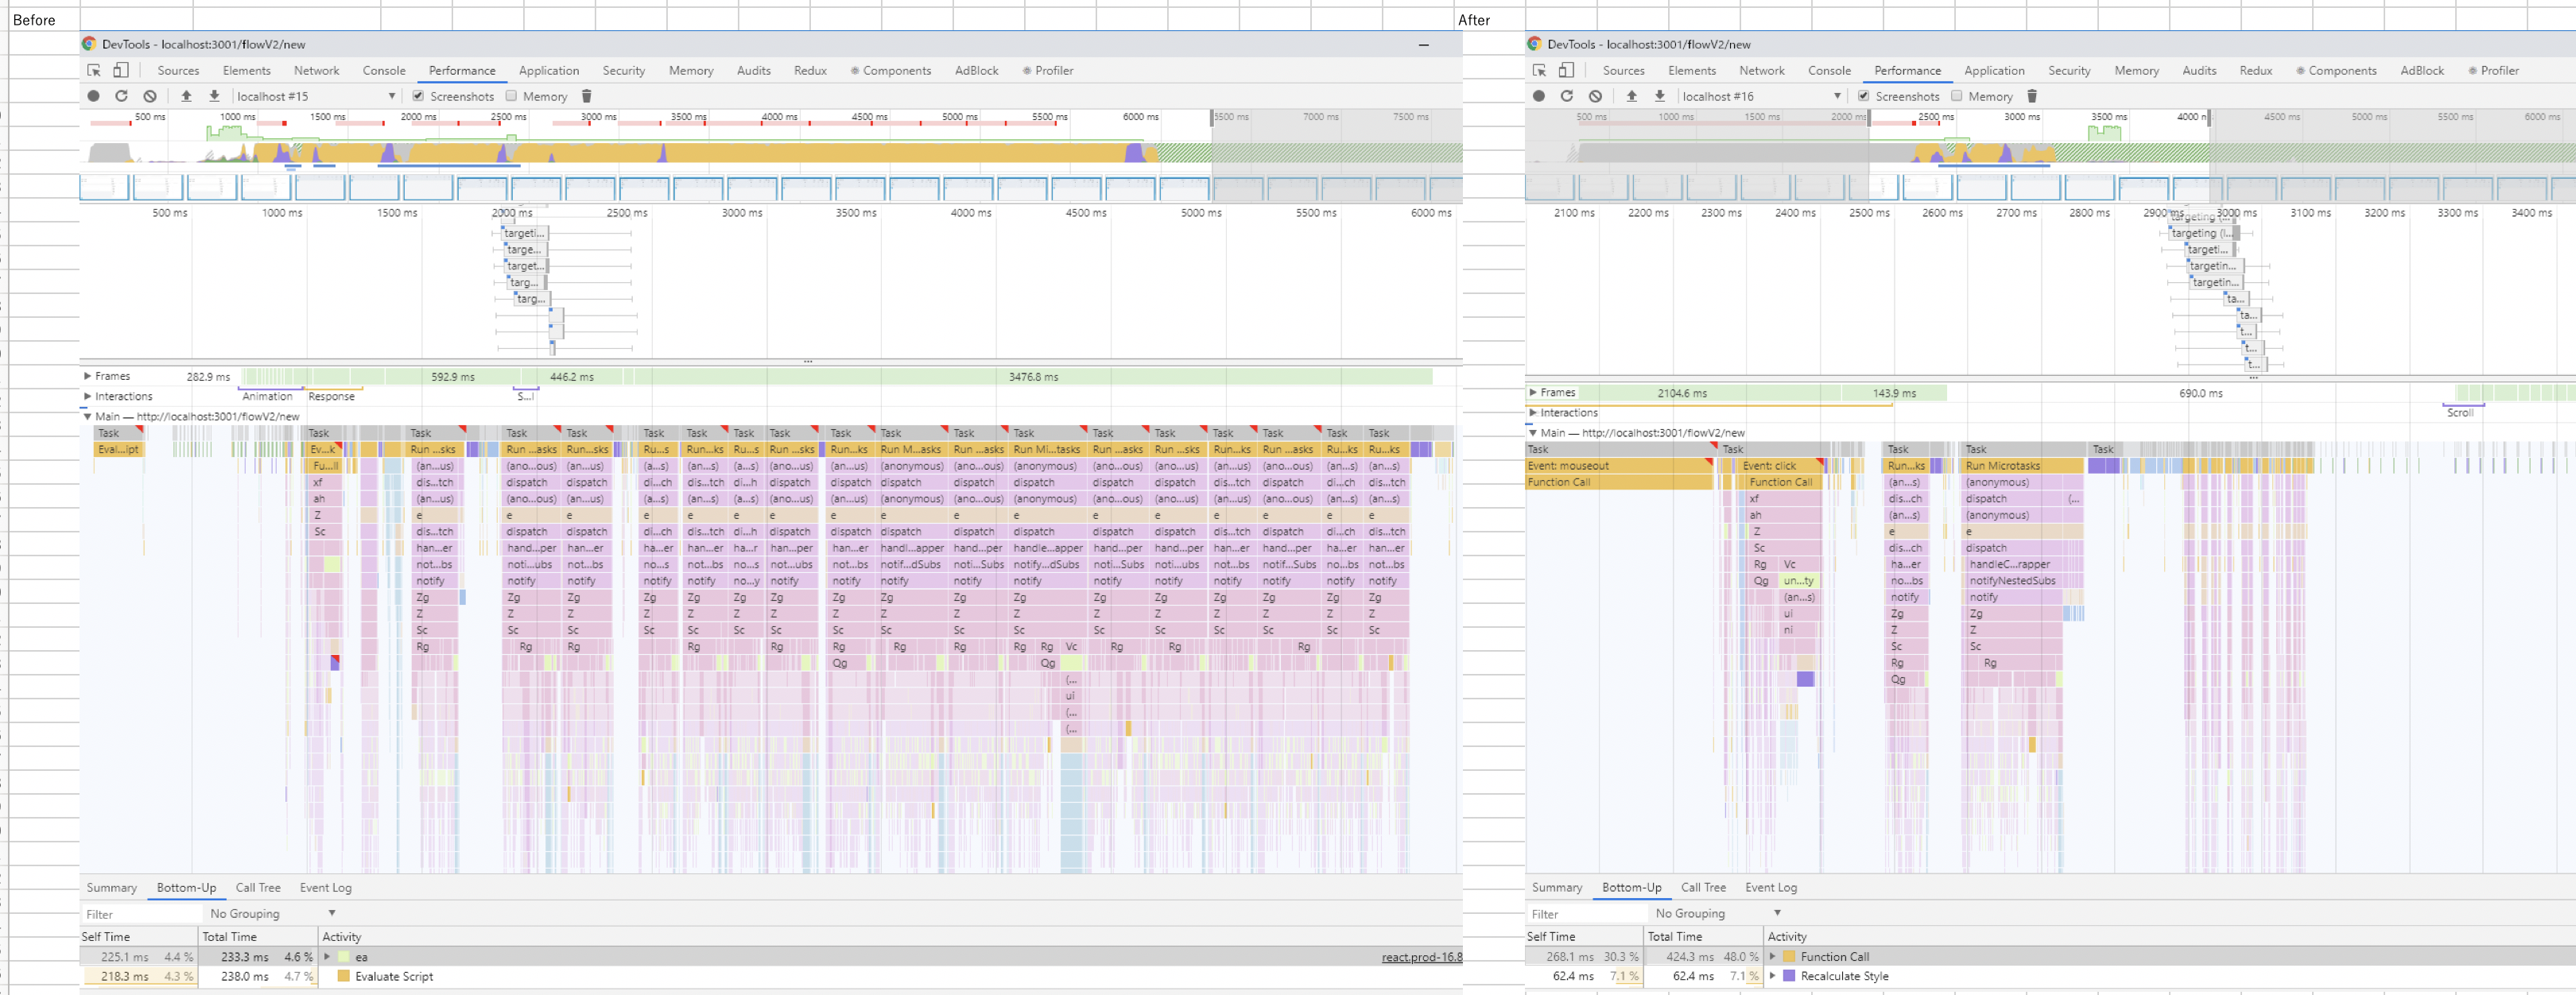 Before
DevTools - localhost:3001/flowV2/new
Sources Elements Network Console Performance Application Security Memory Audits Redux Components AdBlock Profiler
localhost #15 Screenshots Memory
500 ms 1000 ms 1500 ms 2000 ms 2500 ms 3000 ms 3500 ms 4000 ms 4500 ms 5000 ms 5500 ms 6000 ms 5500 ms 7000 ms 7500 ms
500 ms 1000 ms 1500 ms 2000 ms 2500 ms 3000 ms 3500 ms 4000 ms 4500 ms 5000 ms 5500 ms 6000 ms
targeti...
targe...
target...
targ...
targ...
Frames 282.9 ms 592.9 ms 446.2 ms 3476.8 ms
Interactions Animation Response S...l
Main — http://localhost:3001/flowV2/new
Task Task Task Task Task Task Task Task Task Task Task Task Task Task Task Task Task Task Task
Eval...ipt Ev...k Run ...sks Run ...asks Run...sks Ru...s Run...ks Ru...s Run ...sks Run...ks Run M...asks Run ...asks Run Mi...tasks Run ...asks Run ...sks Run...ks Run ...asks Ru...ks Ru...ks
Fu...ll (an...us) (ano...ous) (an...us) (a...s) (an...s) (a...s) (an...us) (an...us) (anonymous) (ano...ous) (anonymous) (ano...ous) (an...us) (an...us) (ano...ous) (a...s) (an...s)
xf dis...tch dispatch dispatch d...ch dis...tch di...h dispatch dispatch dispatch dispatch dispatch dispatch dispatch dis...tch dispatch di...ch dis...ch
ah (an...us) (ano...ous) (an...us) (a...s) (an...s) (a...s) (an...us) (an...us) (anonymous) (ano...ous) (anonymous) (ano...ous) (an...us) (an...us) (ano...ous) (a...s) (an...s)
Z e e e e e e e e e e e e e e e e e
Sc dis...tch dispatch dispatch di...ch dis...tch di...h dispatch dispatch dispatch dispatch dispatch dispatch dispatch dis...tch dispatch di...ch dis...tch
han...er hand...per han...er ha...er han...er ha...r han...per han...er handl...apper hand...per handle...apper hand...per han...per han...er hand...per ha...er han...er
not...bs noti...ubs not...bs no...s not...bs no...s not...ubs not...bs notif...dSubs noti...Subs notify...dSubs noti...Subs not...ubs not...bs notif...Subs no...bs not...bs
notify notify notify notify notify no...y notify notify notify notify notify notify notify notify notify notify notify
Zg Zg Zg Zg Zg Zg Zg Zg Zg Zg Zg Zg Zg Zg Zg Zg Zg
Z Z Z Z Z Z Z Z Z Z Z Z Z Z Z Z Z
Sc Sc Sc Sc Sc Sc Sc Sc Sc Sc Sc Sc Sc Sc Sc Sc Sc
Rg Rg Rg Rg Rg Rg Rg Rg Rg Rg Vc Rg Rg Rg
Qg Qg
(...
ui
(...
(...
Summary Bottom-Up Call Tree Event Log
Filter No Grouping
Self Time Total Time Activity
225.1 ms 4.4 % 233.3 ms 4.6 % ea react.prod-16.8
218.3 ms 4.3 % 238.0 ms 4.7 % Evaluate Script
After
DevTools - localhost:3001/flowV2/new
Sources Elements Network Console Performance Application Security Memory Audits Redux Components AdBlock Profiler
localhost #16 Screenshots Memory
500 ms 1000 ms 1500 ms 2000 ms 2500 ms 3000 ms 3500 ms 4000 n 4500 ms 5000 ms 5500 ms 6000 ms
2100 ms 2200 ms 2300 ms 2400 ms 2500 ms 2600 ms 2700 ms 2800 ms 2900 ms 3000 ms 3100 ms 3200 ms 3300 ms 3400 ms
targeting (...
targeting (l...
targeti...
targetin...
targetin...
ta...
ta...
t...
t...
t...
Frames 2104.6 ms 143.9 ms 690.0 ms
Interactions Scroll
Main — http://localhost:3001/flowV2/new
Task Task Task Task Task
Event: mouseout Event: click Run...ks Run Microtasks
Function Call Function Call (an...s) (anonymous)
xf dis...ch dispatch (...
ah (an...s) (anonymous)
Z e e
Sc dis...ch dispatch
Rg Vc ha...er handleC...rapper
Qg un...ty no...bs notifyNestedSubs
(an...s) notify notify
ui Zg Zg
ni Z Z
Sc Sc
Rg Rg
Qg
Summary Bottom-Up Call Tree Event Log
Filter No Grouping
Self Time Total Time Activity
268.1 ms 30.3 % 424.3 ms 48.0 % Function Call
62.4 ms 7.1 % 62.4 ms 7.1 % Recalculate Style